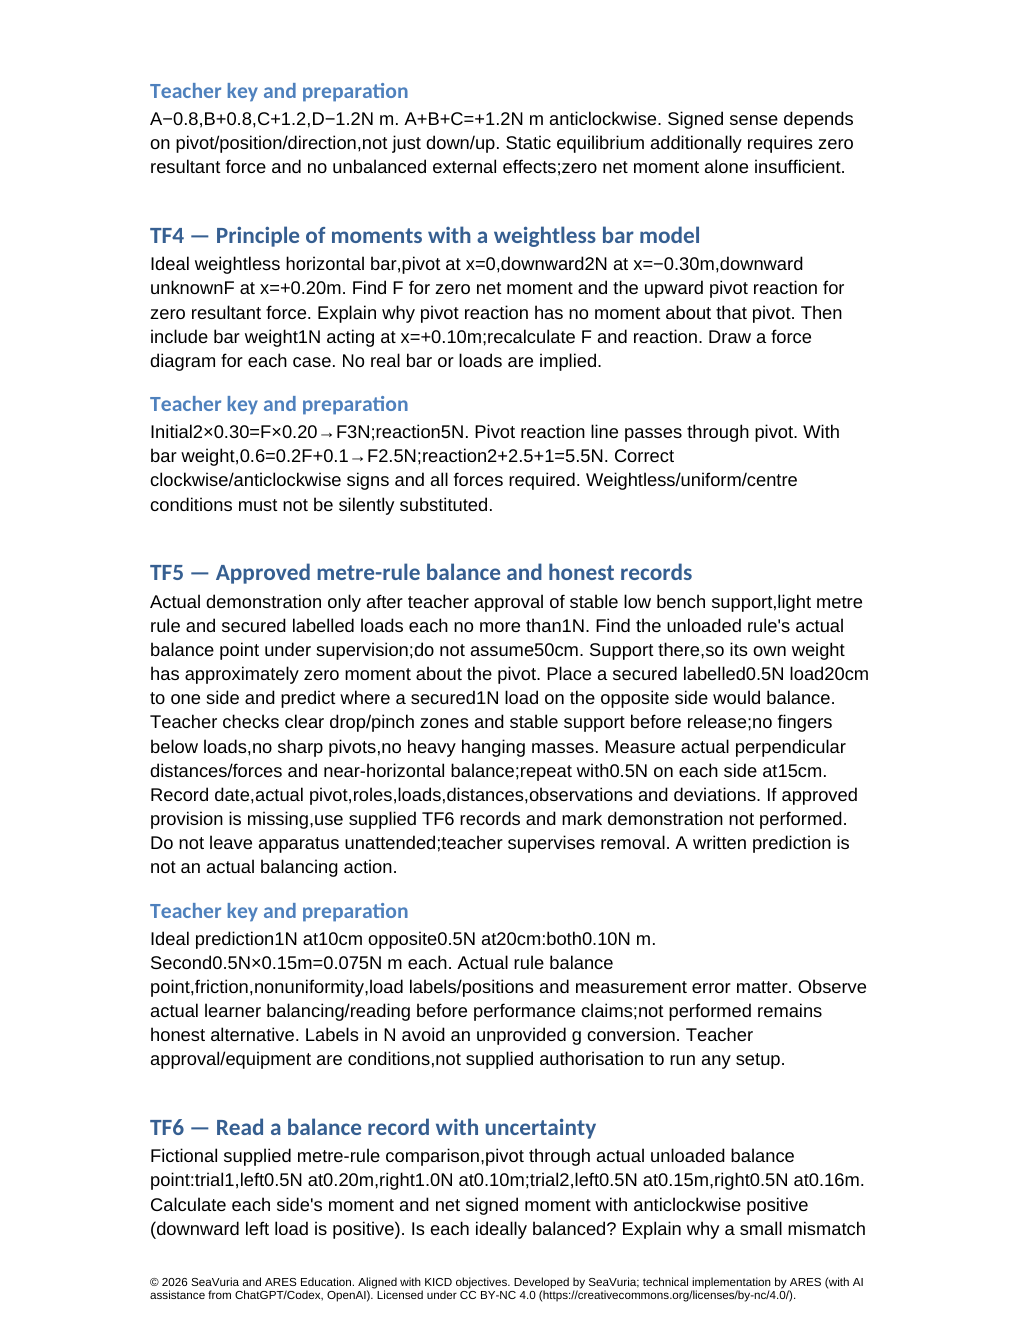 Teacher key and preparation
A−0.8,B+0.8,C+1.2,D−1.2N m. A+B+C=+1.2N m anticlockwise. Signed sense depends
on pivot/position/direction,not just down/up. Static equilibrium additionally requires zero
resultant force and no unbalanced external effects;zero net moment alone insufficient.
TF4 — Principle of moments with a weightless bar model
Ideal weightless horizontal bar,pivot at x=0,downward2N at x=−0.30m,downward
unknownF at x=+0.20m. Find F for zero net moment and the upward pivot reaction for
zero resultant force. Explain why pivot reaction has no moment about that pivot. Then
include bar weight1N acting at x=+0.10m;recalculate F and reaction. Draw a force
diagram for each case. No real bar or loads are implied.
Teacher key and preparation
Initial2×0.30=F×0.20→F3N;reaction5N. Pivot reaction line passes through pivot. With
bar weight,0.6=0.2F+0.1→F2.5N;reaction2+2.5+1=5.5N. Correct
clockwise/anticlockwise signs and all forces required. Weightless/uniform/centre
conditions must not be silently substituted.
TF5 — Approved metre-rule balance and honest records
Actual demonstration only after teacher approval of stable low bench support,light metre
rule and secured labelled loads each no more than1N. Find the unloaded rule's actual
balance point under supervision;do not assume50cm. Support there,so its own weight
has approximately zero moment about the pivot. Place a secured labelled0.5N load20cm
to one side and predict where a secured1N load on the opposite side would balance.
Teacher checks clear drop/pinch zones and stable support before release;no fingers
below loads,no sharp pivots,no heavy hanging masses. Measure actual perpendicular
distances/forces and near-horizontal balance;repeat with0.5N on each side at15cm.
Record date,actual pivot,roles,loads,distances,observations and deviations. If approved
provision is missing,use supplied TF6 records and mark demonstration not performed.
Do not leave apparatus unattended;teacher supervises removal. A written prediction is
not an actual balancing action.
Teacher key and preparation
Ideal prediction1N at10cm opposite0.5N at20cm:both0.10N m.
Second0.5N×0.15m=0.075N m each. Actual rule balance
point,friction,nonuniformity,load labels/positions and measurement error matter. Observe
actual learner balancing/reading before performance claims;not performed remains
honest alternative. Labels in N avoid an unprovided g conversion. Teacher
approval/equipment are conditions,not supplied authorisation to run any setup.
TF6 — Read a balance record with uncertainty
Fictional supplied metre-rule comparison,pivot through actual unloaded balance
point:trial1,left0.5N at0.20m,right1.0N at0.10m;trial2,left0.5N at0.15m,right0.5N at0.16m.
Calculate each side's moment and net signed moment with anticlockwise positive
(downward left load is positive). Is each ideally balanced? Explain why a small mismatch
© 2026 SeaVuria and ARES Education. Aligned with KICD objectives. Developed by SeaVuria; technical implementation by ARES (with AI
assistance from ChatGPT/Codex, OpenAI). Licensed under CC BY-NC 4.0 (https://creativecommons.org/licenses/by-nc/4.0/).